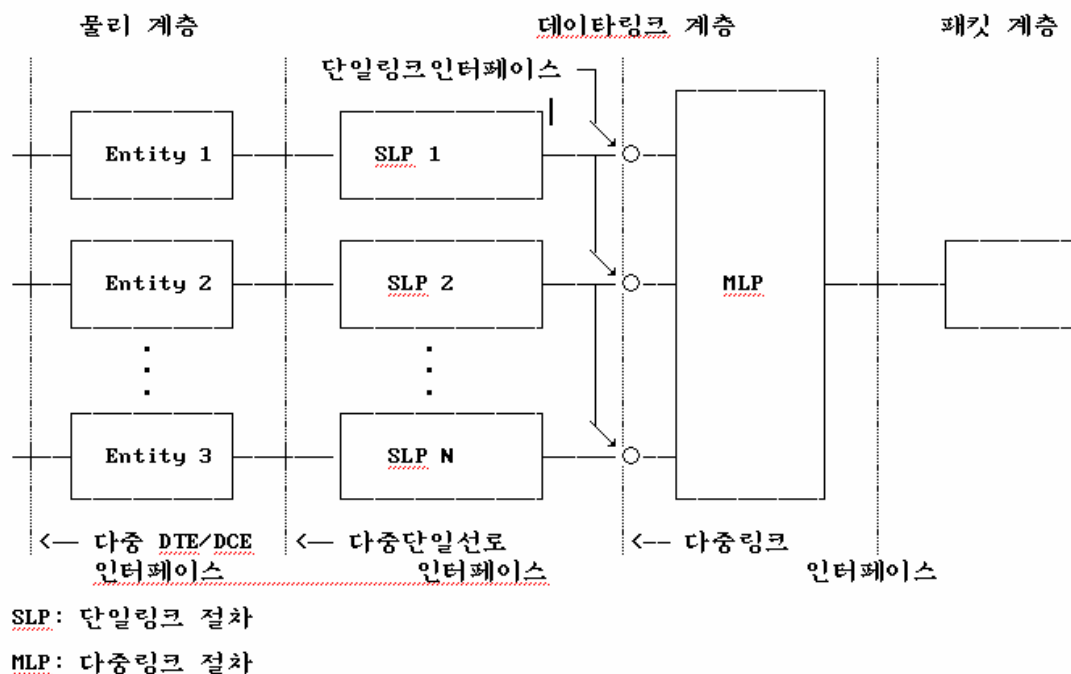 물리 계층 데이타링크 계층 패킷 계층
단일링크인터페이스
Entity 1 SLP 1
Entity 2 SLP 2 MLP
Entity 3 SLP N
<— 다중 DTE/DCE <— 다중단일선로 <-- 다중링크
인터페이스 인터페이스 인터페이스
SLP: 단일링크 절차
MLP: 다중링크 절차